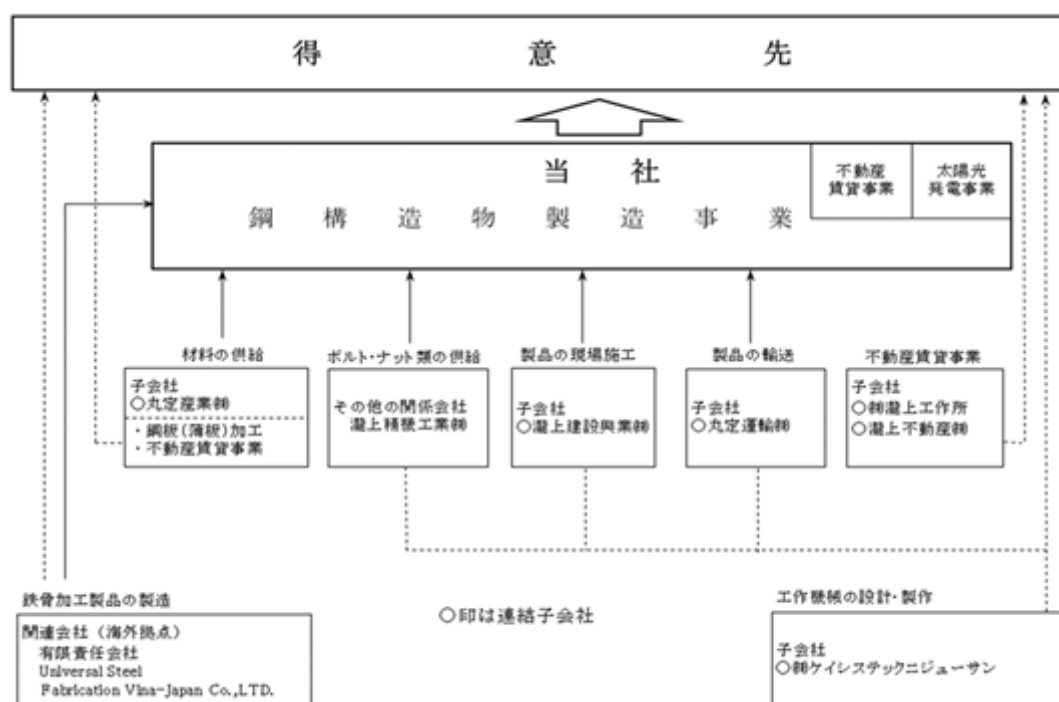 得意先
当社
不動産
賃貸事業
太陽光
発電事業
鋼構造物製造事業
材料の供給
子会社
○丸定産業㈱
・鋼板(薄板)加工
・不動産賃貸事業
ボルト・ナット類の供給
その他の関係会社
瀧上精機工業㈱
製品の現場施工
子会社
○瀧上建設興業㈱
製品の輸送
子会社
○丸定運輸㈱
不動産賃貸事業
子会社
○㈱瀧上工作所
○瀧上不動産㈱
鉄骨加工製品の製造
関連会社（海外拠点）
有限責任会社
Universal Steel
Fabrication Vina-Japan Co.,LTD.
○印は連結子会社
工作機械の設計・製作
子会社
○㈱ケイシステックニジューサン